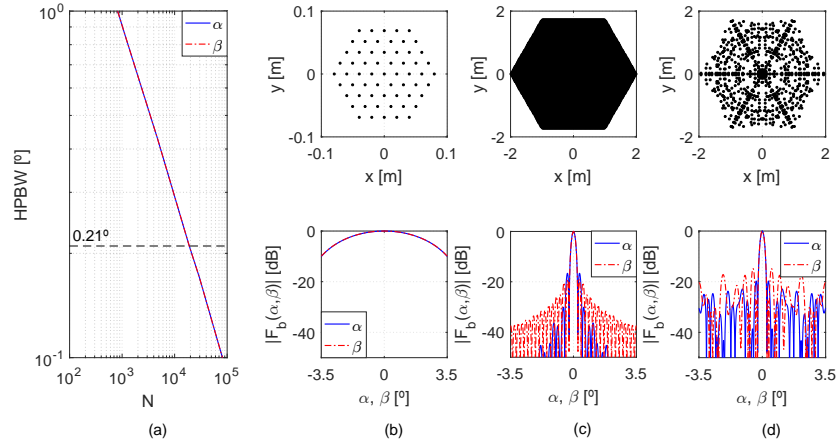 10^0
10^-1
HPBW [º]
0.21º
α
β
10^2
10^3
10^4
10^5
N
(a)
0.1
0
-0.1
y [m]
-0.1
0
0.1
x [m]
2
0
-2
y [m]
-2
0
2
x [m]
2
0
-2
y [m]
-2
0
2
x [m]
0
-20
-40
|F_b(α,β)| [dB]
α
β
-3.5
0
3.5
α, β [º]
(b)
0
-20
-40
|F_b(α,β)| [dB]
α
β
-3.5
0
3.5
α, β [º]
(c)
0
-20
-40
|F_b(α,β)| [dB]
α
β
-3.5
0
3.5
α, β [º]
(d)